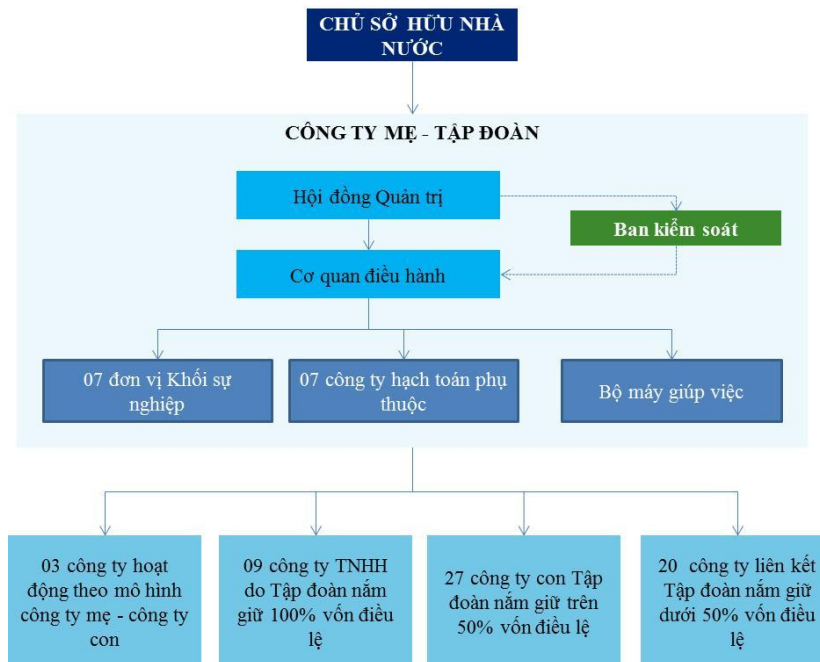 CHỦ SỞ HỮU NHÀ
NƯỚC
CÔNG TY MẸ - TẬP ĐOÀN
Hội đồng Quản trị
Ban kiểm soát
Cơ quan điều hành
07 đơn vị Khối sự
nghiệp
07 công ty hạch toán phụ
thuộc
Bộ máy giúp việc
03 công ty hoạt
động theo mô hình
công ty mẹ - công ty
con
09 công ty TNHH
do Tập đoàn nắm
giữ 100% vốn điều
lệ
27 công ty con Tập
đoàn nắm giữ trên
50% vốn điều lệ
20 công ty liên kết
Tập đoàn nắm giữ
dưới 50% vốn điều
lệ